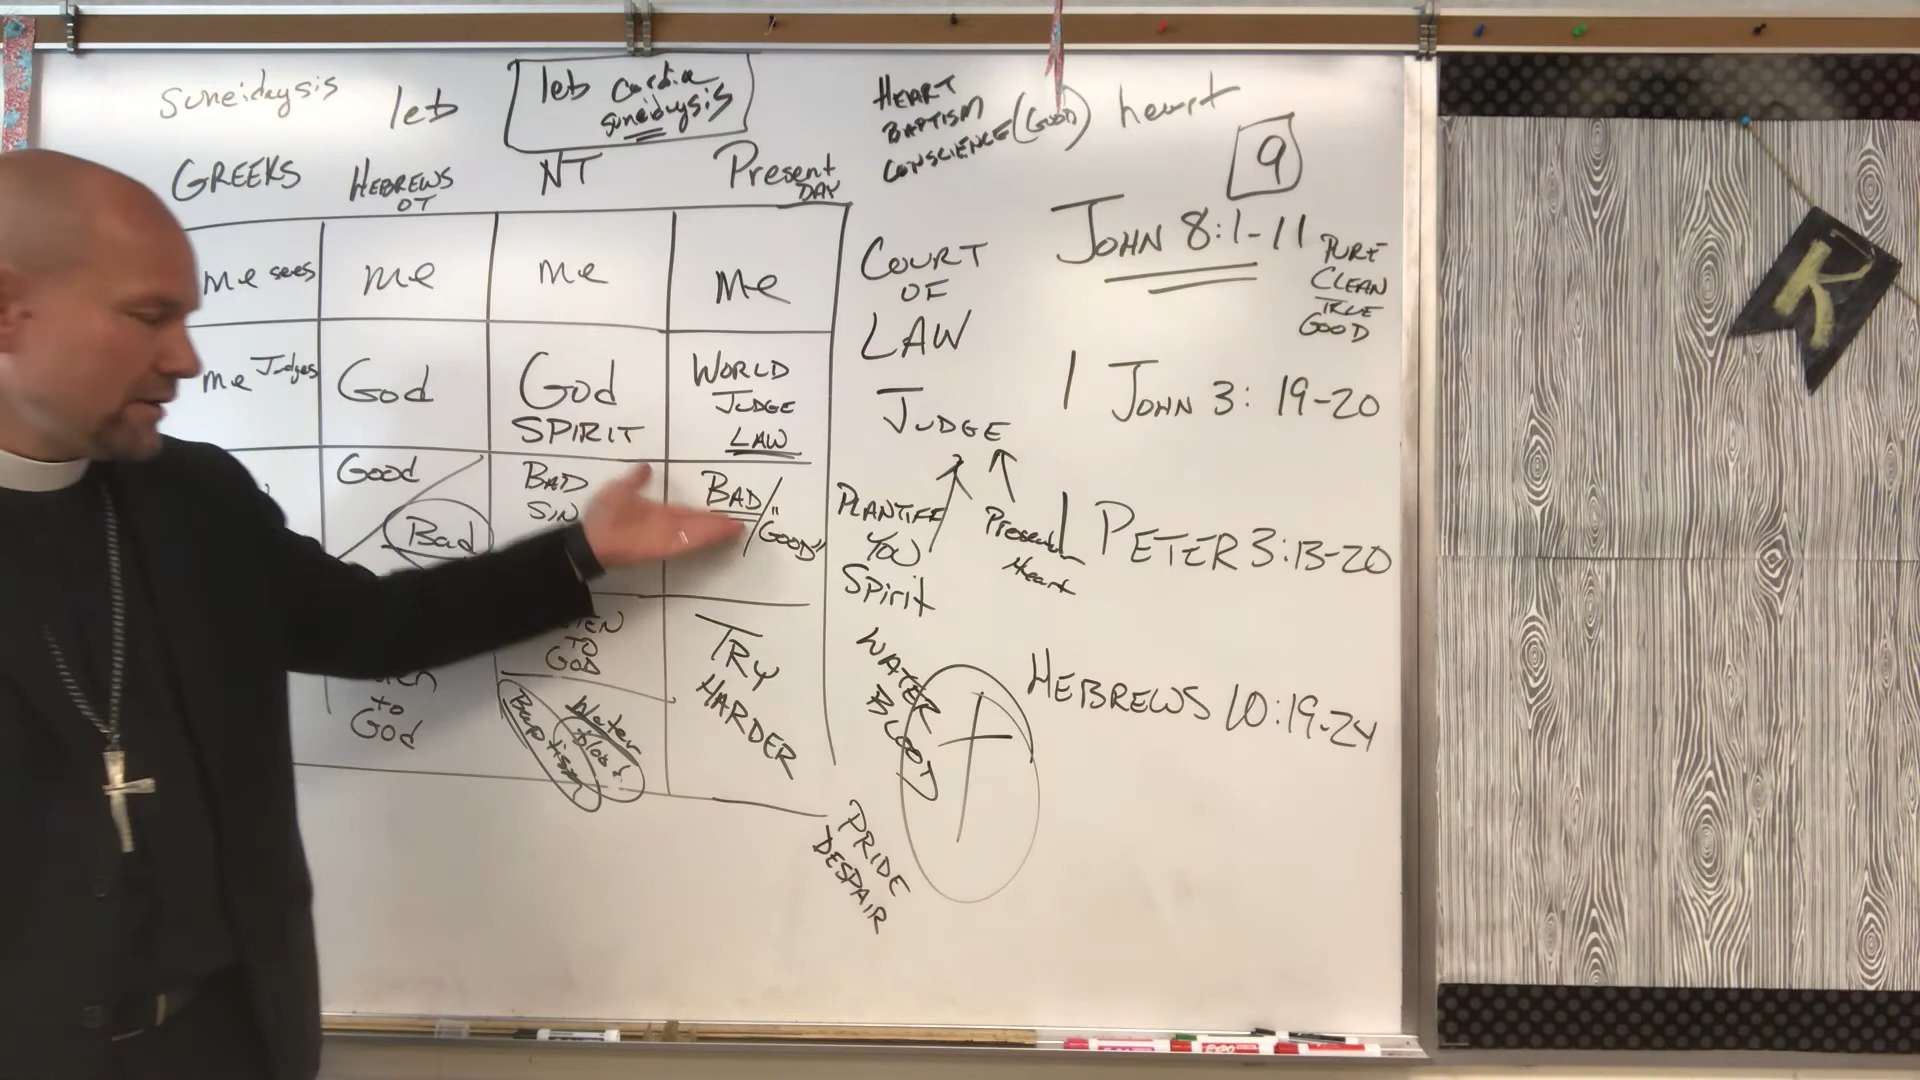 suneidaysis
leb
leb cardia
suneidaysis
HEART
BAPTISM
CONSCIENCE (GOOD) heart
9
GREEKS
HEBREWS
OT
NT
Present
DAY
me sees
me
me
me
me Judges
God
God
SPIRIT
WORLD
JUDGE
LAW
Good
Bad
BAD
SIN
BAD/
"GOOD"
to
God
TO
GOD
Baptism
Water
blood
TRY
HARDER
COURT
OF
LAW
JUDGE
PLANTIFF
YOU
Spirit
Present
Heart
WATER
BLOOD
PRIDE
DESPAIR
JOHN 8:1-11
PURE
CLEAN
TRUE
GOOD
1 JOHN 3: 19-20
1 PETER 3:13-20
HEBREWS 10:19-24
K